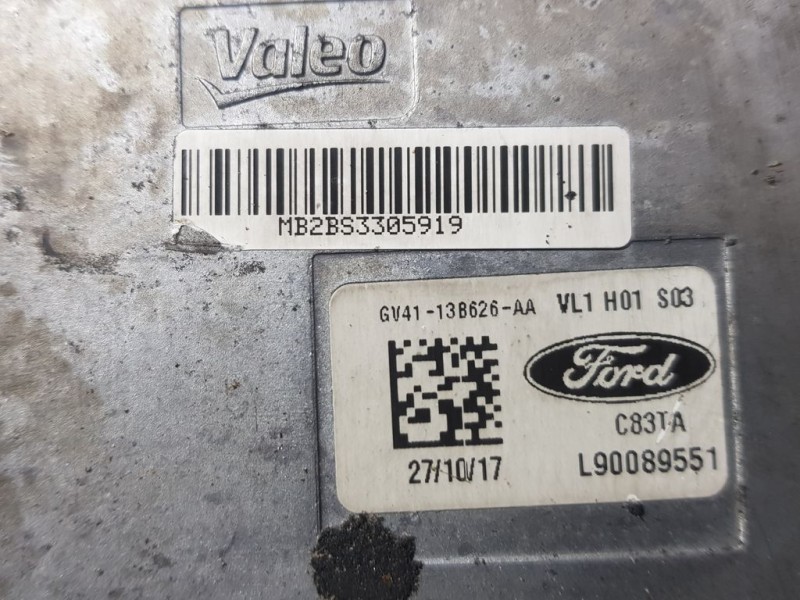 Valeo
MB2BS3305919
GV41-13B626-AA VL1 H01 S03
Ford
C83TA
27/10/17 L90089551